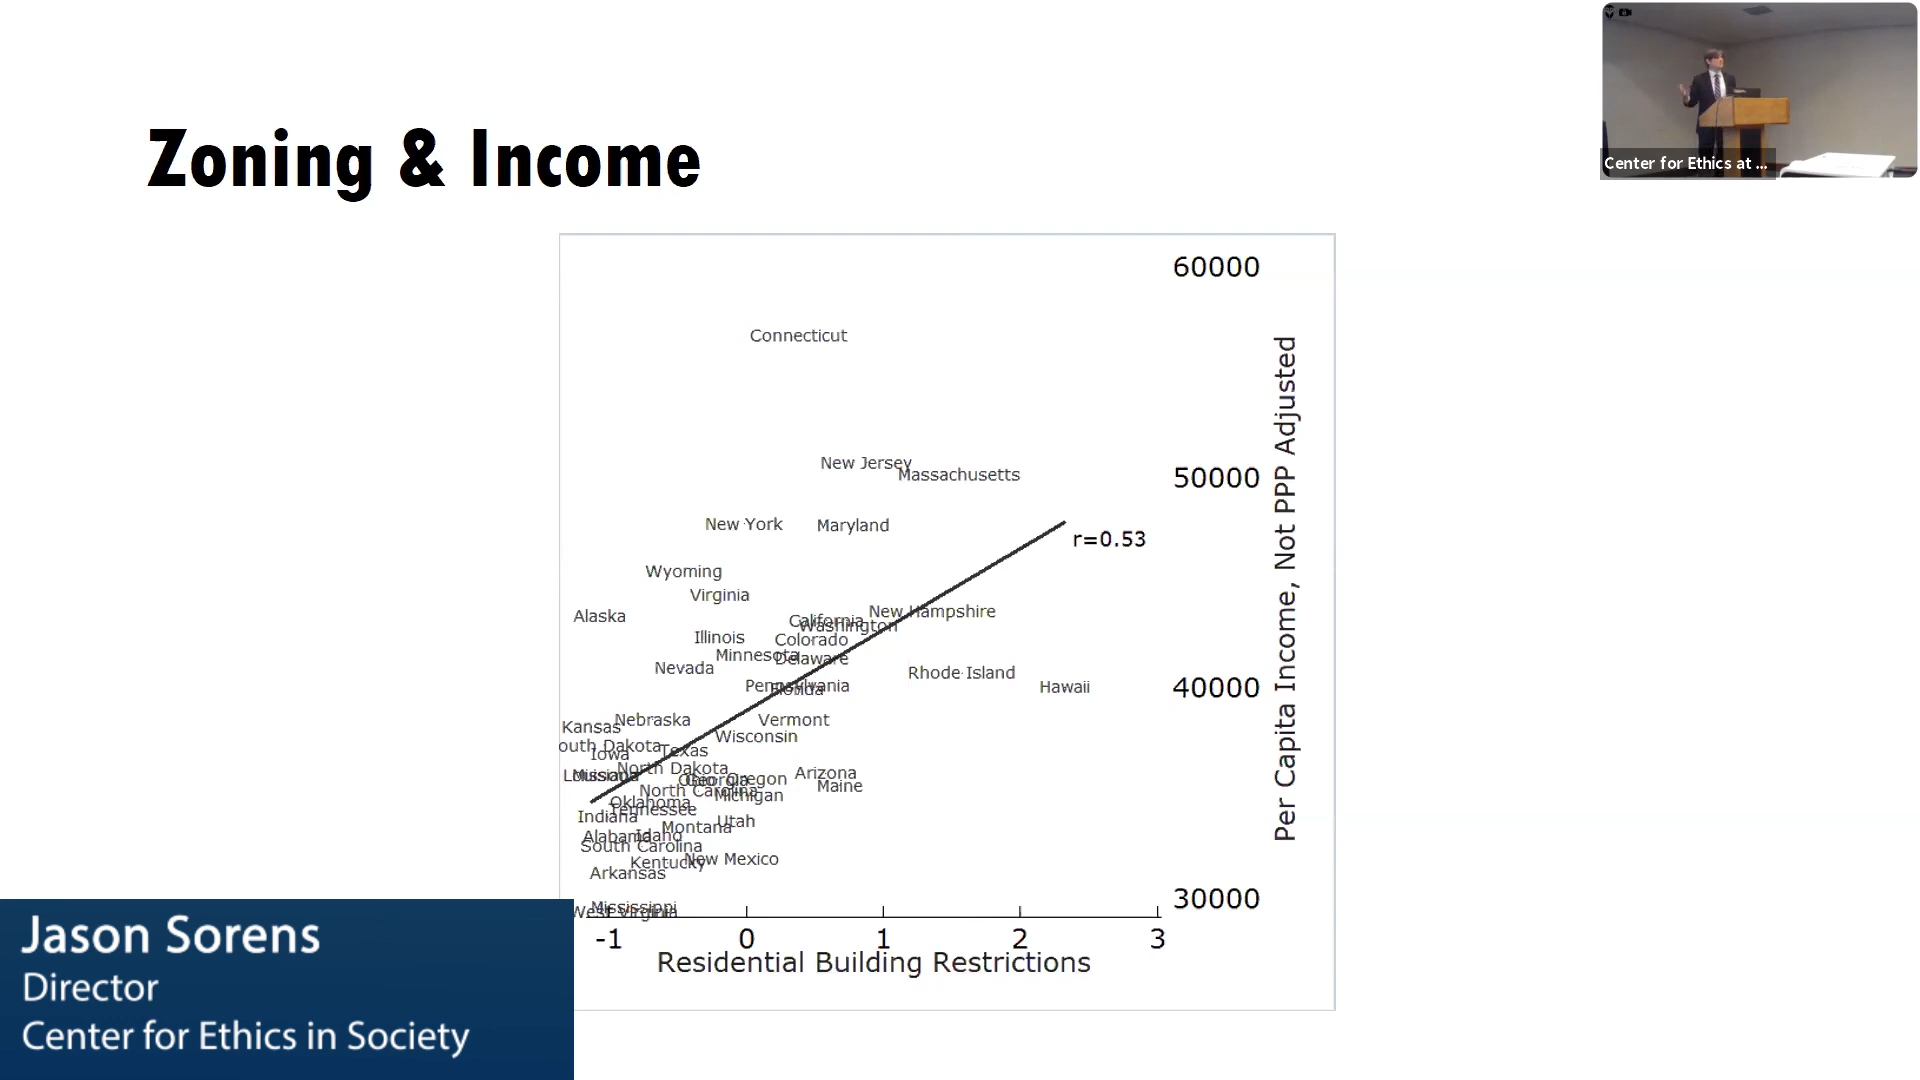 Zoning & Income
Center for Ethics at ...
60000
Connecticut
New Jersey
Massachusetts
50000
New York
Maryland
r=0.53
Wyoming
Virginia
Alaska
New Hampshire
California
Washington
Illinois
Colorado
Minnesota
Delaware
Nevada
Rhode Island
Pennsylvania
Florida
Hawaii
40000
Nebraska
Vermont
Kansas
Wisconsin
outh Dakota
Texas
Iowa
North Dakota
Arizona
Louisiana
Missouri
Ohio
Georgia
Oregon
Maine
North Carolina
Michigan
Oklahoma
Tennessee
Indiana
Utah
Montana
Alabama
Idaho
South Carolina
New Mexico
Kentucky
Arkansas
30000
Mississippi
West Virginia
-1 0 1 2 3
Residential Building Restrictions
Per Capita Income, Not PPP Adjusted
Jason Sorens
Director
Center for Ethics in Society